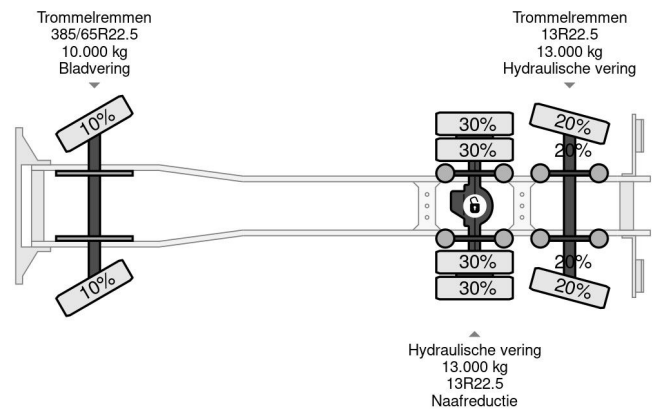 Trommelremmen
385/65R22.5
10.000 kg
Bladvering
Trommelremmen
13R22.5
13.000 kg
Hydraulische vering
10%
30%
30%
20%
20%
10%
30%
30%
20%
20%
Hydraulische vering
13.000 kg
13R22.5
Naafreductie